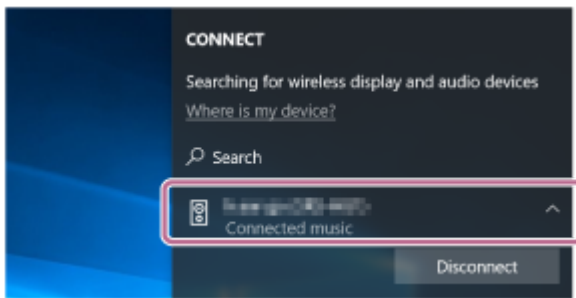 CONNECT
Searching for wireless display and audio devices
Where is my device?
Search
Connected music
Disconnect